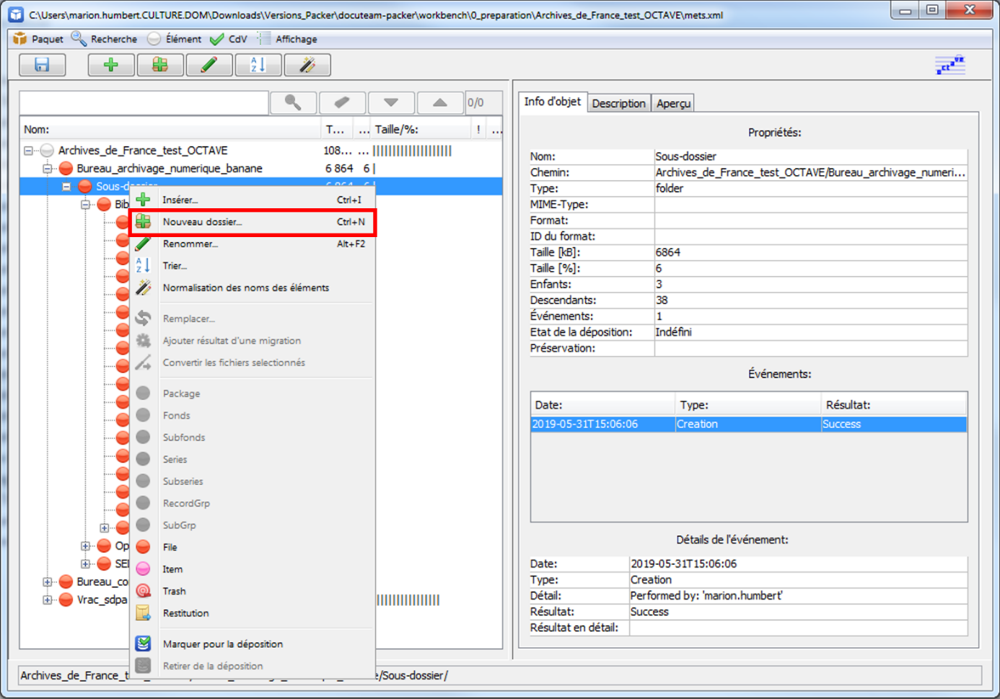 C:\Users\marion.humbert.CULTURE.DOM\Downloads\Versions_Packer\docuteam-packer\workbench\0_preparation\Archives_de_France_test_OCTAVE\mets.xml
Paquet Recherche Élément CdV Affichage
0/0
Nom: T... ... Taille/%: ! ...
Archives_de_France_test_OCTAVE 108... ...
Bureau_archivage_numerique_banane 6 864 6
Sous-dossier 6 864 6
Bib
Op
SE
Bureau_co
Vrac_sdpa
Insérer... Ctrl+I
Nouveau dossier... Ctrl+N
Renommer... Alt+F2
Trier...
Normalisation des noms des éléments
Remplacer...
Ajouter résultat d'une migration
Convertir les fichiers selectionnés
Package
Fonds
Subfonds
Series
Subseries
RecordGrp
SubGrp
File
Item
Trash
Restitution
Marquer pour la déposition
Retirer de la déposition
Archives_de_France_t /Sous-dossier/
octave
Info d'objet Description Aperçu
Propriétés:
Nom: Sous-dossier
Chemin: Archives_de_France_test_OCTAVE/Bureau_archivage_numeri...
Type: folder
MIME-Type:
Format:
ID du format:
Taille [kB]: 6864
Taille [%]: 6
Enfants: 3
Descendants: 38
Événements: 1
Etat de la déposition: Indéfini
Préservation:
Événements:
Date: Type: Résultat:
2019-05-31T15:06:06 Creation Success
Détails de l'événement:
Date: 2019-05-31T15:06:06
Type: Creation
Détail: Performed by: 'marion.humbert'
Résultat: Success
Résultat en détail: